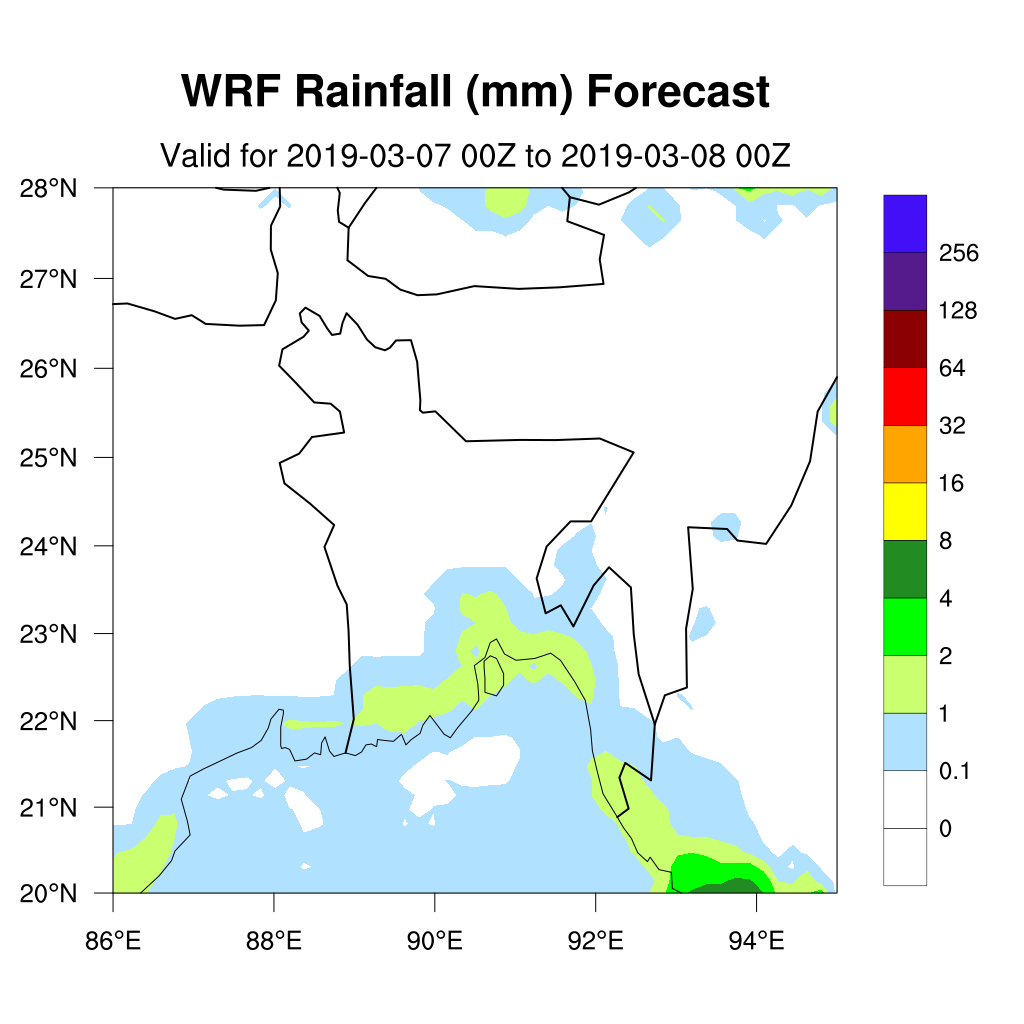 WRF Rainfall (mm) Forecast
Valid for 2019-03-07 00Z to 2019-03-08 00Z
28°N
27°N
26°N
25°N
24°N
23°N
22°N
21°N
20°N
86°E 88°E 90°E 92°E 94°E
256
128
64
32
16
8
4
2
1
0.1
0